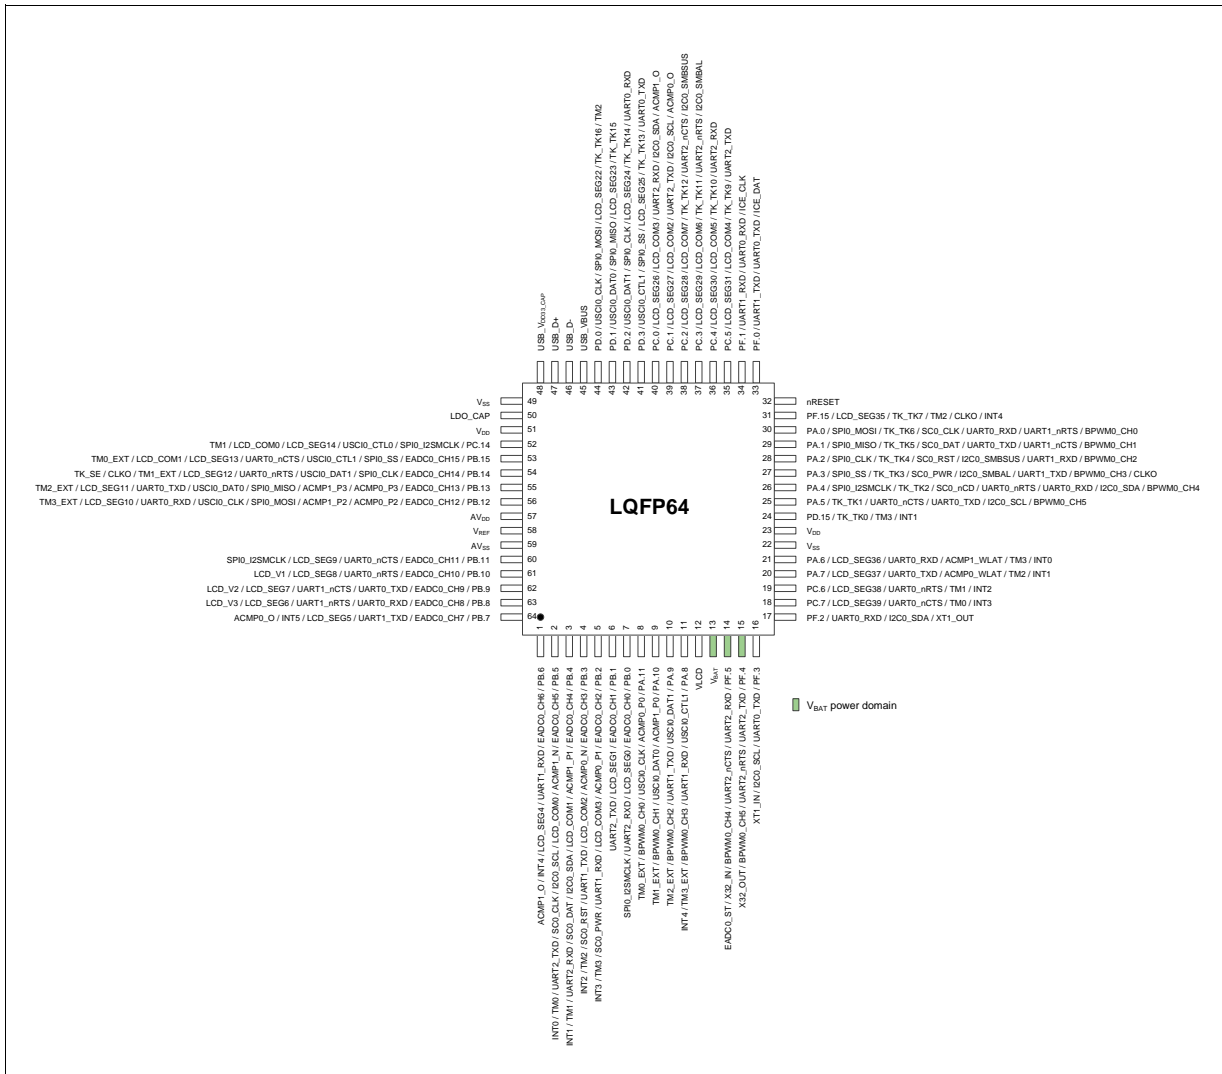 USB_VDD33_CAP
USB_D+
USB_D-
USB_VBUS
PD.0 / USCI0_CLK / SPI0_MOSI / LCD_SEG22 / TK_TK16 / TM2
PD.1 / USCI0_DAT0 / SPI0_MISO / LCD_SEG23 / TK_TK15
PD.2 / USCI0_DAT1 / SPI0_CLK / LCD_SEG24 / TK_TK14 / UART0_RXD
PD.3 / USCI0_CTL1 / SPI0_SS / LCD_SEG25 / TK_TK13 / UART0_TXD
PC.0 / LCD_SEG26 / LCD_COM3 / UART2_RXD / I2C0_SDA / ACMP1_O
PC.1 / LCD_SEG27 / LCD_COM2 / UART2_TXD / I2C0_SCL / ACMP0_O
PC.2 / LCD_SEG28 / LCD_COM7 / TK_TK12 / UART2_nCTS / I2C0_SMBSUS
PC.3 / LCD_SEG29 / LCD_COM6 / TK_TK11 / UART2_nRTS / I2C0_SMBAL
PC.4 / LCD_SEG30 / LCD_COM5 / TK_TK10 / UART2_RXD
PC.5 / LCD_SEG31 / LCD_COM4 / TK_TK9 / UART2_TXD
PF.1 / UART1_RXD / ICE_CLK
PF.0 / UART1_TXD / UART0_TXD / ICE_DAT
48 47 46 45 44 43 42 41 40 39 38 37 36 35 34 33
VSS 49
LDO_CAP 50
VDD 51
TM1 / LCD_COM0 / LCD_SEG14 / USCI0_CTL0 / SPI0_I2SMCLK / PC.14 52
TM0_EXT / LCD_COM1 / LCD_SEG13 / UART0_nCTS / USCI0_CTL1 / SPI0_SS / EADC0_CH15 / PB.15 53
TK_SE / CLKO / TM1_EXT / LCD_SEG12 / UART0_nRTS / USCI0_DAT1 / SPI0_CLK / EADC0_CH14 / PB.14 54
TM2_EXT / LCD_SEG11 / UART0_TXD / USCI0_DAT0 / SPI0_MISO / ACMP1_P3 / ACMP0_P3 / EADC0_CH13 / PB.13 55
TM3_EXT / LCD_SEG10 / UART0_RXD / USCI0_CLK / SPI0_MOSI / ACMP1_P2 / ACMP0_P2 / EADC0_CH12 / PB.12 56
AVDD 57
VREF 58
AVSS 59
SPI0_I2SMCLK / LCD_SEG9 / UART0_nCTS / EADC0_CH11 / PB.11 60
LCD_V1 / LCD_SEG8 / UART0_nRTS / EADC0_CH10 / PB.10 61
LCD_V2 / LCD_SEG7 / UART1_nCTS / UART0_TXD / EADC0_CH9 / PB.9 62
LCD_V3 / LCD_SEG6 / UART1_nRTS / UART0_RXD / EADC0_CH8 / PB.8 63
ACMP0_O / INT5 / LCD_SEG5 / UART1_TXD / EADC0_CH7 / PB.7 64
LQFP64
32 nRESET
31 PF.15 / LCD_SEG35 / TK_TK7 / TM2 / CLKO / INT4
30 PA.0 / SPI0_MOSI / TK_TK6 / SC0_CLK / UART0_RXD / UART1_nRTS / BPWM0_CH0
29 PA.1 / SPI0_MISO / TK_TK5 / SC0_DAT / UART0_TXD / UART1_nCTS / BPWM0_CH1
28 PA.2 / SPI0_CLK / TK_TK4 / SC0_RST / I2C0_SMBSUS / UART1_RXD / BPWM0_CH2
27 PA.3 / SPI0_SS / TK_TK3 / SC0_PWR / I2C0_SMBAL / UART1_TXD / BPWM0_CH3 / CLKO
26 PA.4 / SPI0_I2SMCLK / TK_TK2 / SC0_nCD / UART0_nRTS / UART0_RXD / I2C0_SDA / BPWM0_CH4
25 PA.5 / TK_TK1 / UART0_nCTS / UART0_TXD / I2C0_SCL / BPWM0_CH5
24 PD.15 / TK_TK0 / TM3 / INT1
23 VDD
22 VSS
21 PA.6 / LCD_SEG36 / UART0_RXD / ACMP1_WLAT / TM3 / INT0
20 PA.7 / LCD_SEG37 / UART0_TXD / ACMP0_WLAT / TM2 / INT1
19 PC.6 / LCD_SEG38 / UART0_nRTS / TM1 / INT2
18 PC.7 / LCD_SEG39 / UART0_nCTS / TM0 / INT3
17 PF.2 / UART0_RXD / I2C0_SDA / XT1_OUT
1 2 3 4 5 6 7 8 9 10 11 12 13 14 15 16
ACMP1_O / INT4 / LCD_SEG4 / UART1_RXD / EADC0_CH6 / PB.6
INT0 / TM0 / UART2_TXD / SC0_CLK / I2C0_SCL / LCD_COM0 / ACMP1_N / EADC0_CH5 / PB.5
INT1 / TM1 / UART2_RXD / SC0_DAT / I2C0_SDA / LCD_COM1 / ACMP1_P1 / EADC0_CH4 / PB.4
INT2 / TM2 / SC0_RST / UART1_TXD / LCD_COM2 / ACMP0_N / EADC0_CH3 / PB.3
INT3 / TM3 / SC0_PWR / UART1_RXD / LCD_COM3 / ACMP0_P1 / EADC0_CH2 / PB.2
UART2_TXD / LCD_SEG1 / EADC0_CH1 / PB.1
SPI0_I2SMCLK / UART2_RXD / LCD_SEG0 / EADC0_CH0 / PB.0
TM0_EXT / BPWM0_CH0 / USCI0_CLK / ACMP0_P0 / PA.11
TM1_EXT / BPWM0_CH1 / USCI0_DAT0 / ACMP1_P0 / PA.10
TM2_EXT / BPWM0_CH2 / UART1_TXD / USCI0_DAT1 / PA.9
INT4 / TM3_EXT / BPWM0_CH3 / UART1_RXD / USCI0_CTL1 / PA.8
VLCD
VBAT
EADC0_ST / X32_IN / BPWM0_CH4 / UART2_nCTS / UART2_RXD / PF.5
X32_OUT / BPWM0_CH5 / UART2_nRTS / UART2_TXD / PF.4
XT1_IN / I2C0_SCL / UART0_TXD / PF.3
VBAT power domain